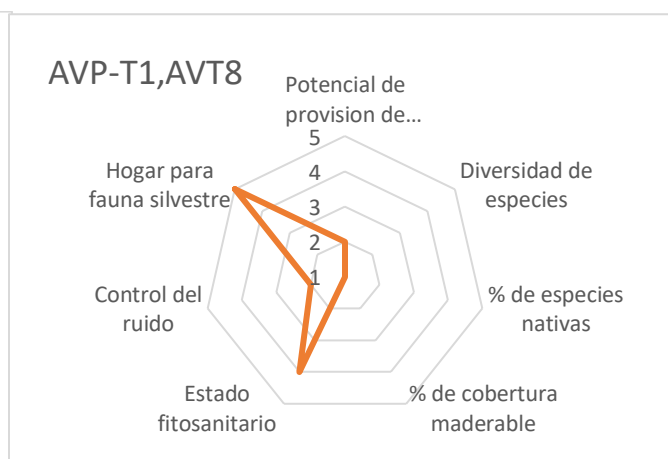 AVP-T1,AVT8
Potencial de
provision de...
Diversidad de
especies
% de especies
nativas
% de cobertura
maderable
Estado
fitosanitario
Control del
ruido
Hogar para
fauna silvestre
5
4
3
2
1